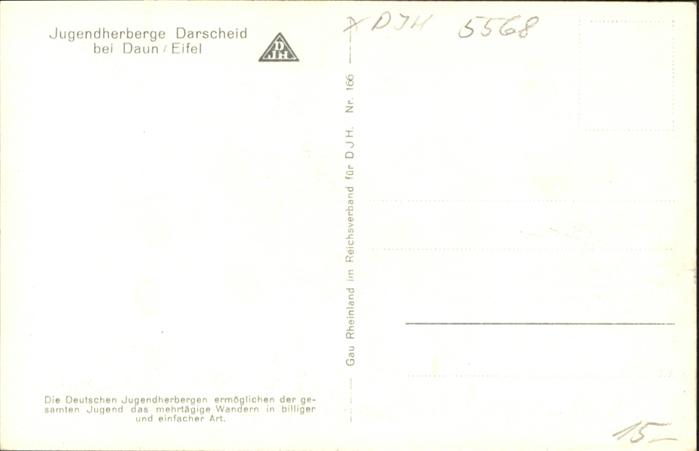 Jugendherberge Darscheid
bei Daun / Eifel
DJH
Gau Rheinland im Reichsverband für DJH. Nr. 166
x DJH 5568
Die Deutschen Jugendherbergen ermöglichen der ge-
samten Jugend das mehrtägige Wandern in billiger
und einfacher Art.
15.–